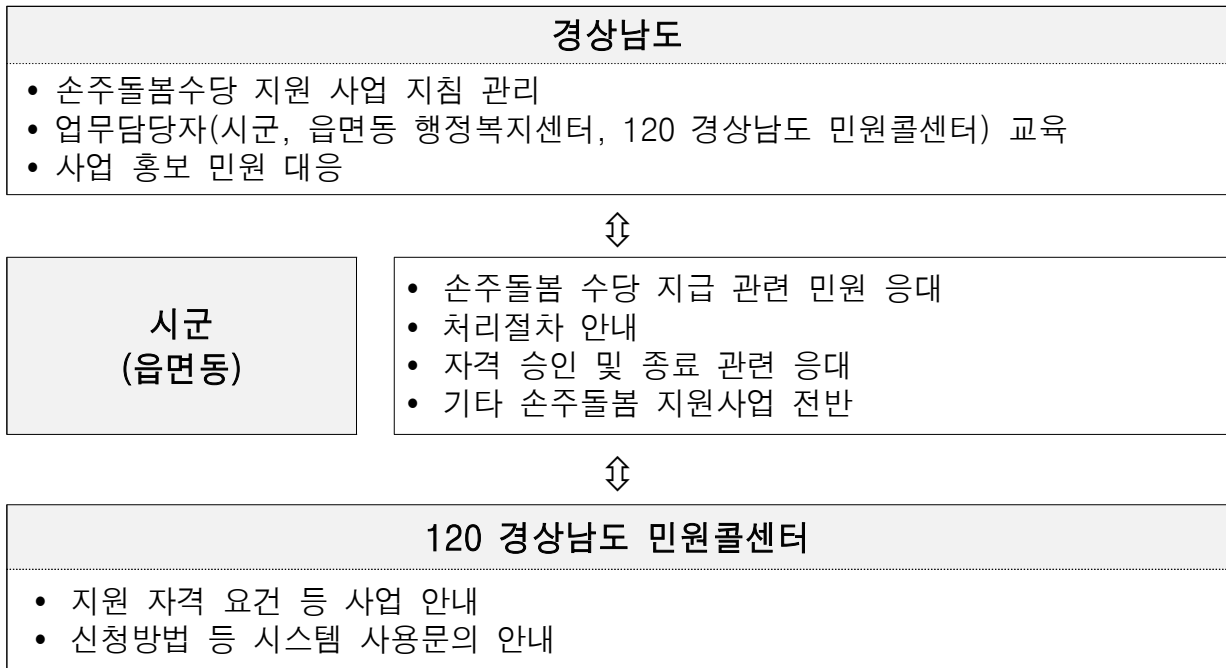 경상남도
• 손주돌봄수당 지원 사업 지침 관리
• 업무담당자(시군, 읍면동 행정복지센터, 120 경상남도 민원콜센터) 교육
• 사업 홍보 민원 대응
⇳
시군
(읍면동)
• 손주돌봄 수당 지급 관련 민원 응대
• 처리절차 안내
• 자격 승인 및 종료 관련 응대
• 기타 손주돌봄 지원사업 전반
⇳
120 경상남도 민원콜센터
• 지원 자격 요건 등 사업 안내
• 신청방법 등 시스템 사용문의 안내